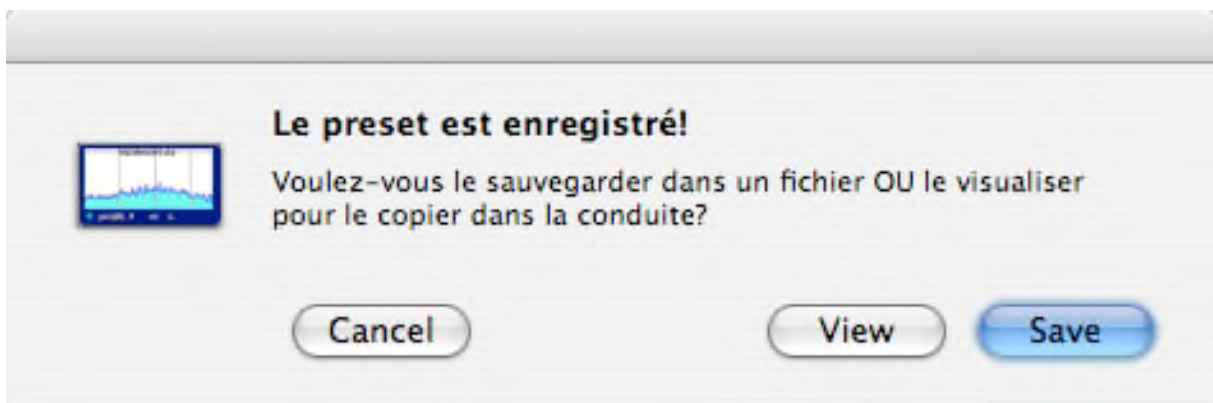 Le preset est enregistré!
Voulez-vous le sauvegarder dans un fichier OU le visualiser
pour le copier dans la conduite?
Cancel
View
Save